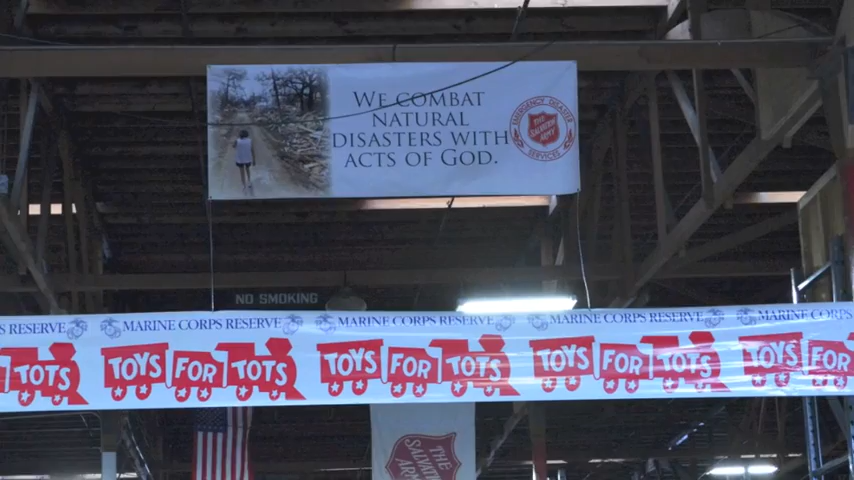 WE COMBAT
NATURAL
DISASTERS WITH
ACTS OF GOD.
EMERGENCY DISASTER
THE
SALVATION
ARMY
SERVICES
NO SMOKING
S RESERVE MARINE CORPS RESERVE MARINE CORPS RESERVE MARINE CORPS RESERVE MARINE CORPS
TOTS TOYS FOR TOTS TOYS FOR TOTS TOYS FOR TOTS TOYS FOR
THE
SALVATION
ARMY